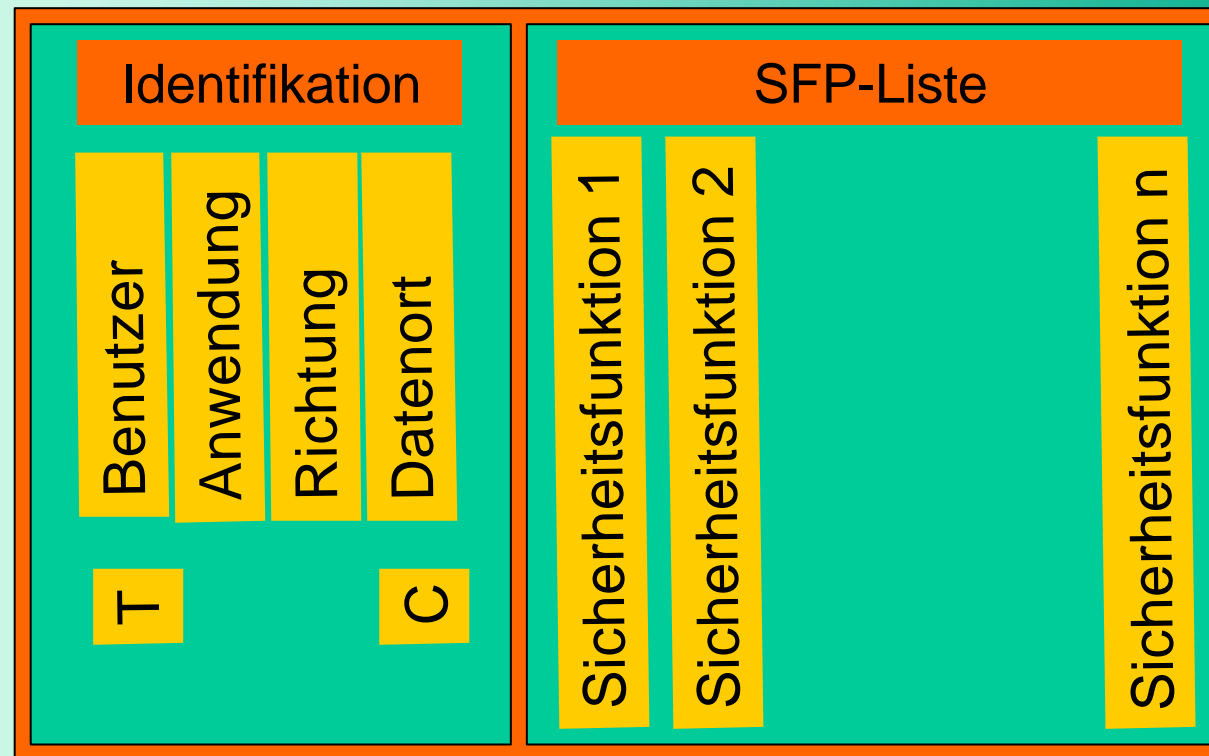 Identifikation
SFP-Liste
Benutzer
Anwendung
Richtung
Datenort
T
C
Sicherheitsfunktion 1
Sicherheitsfunktion 2
Sicherheitsfunktion n